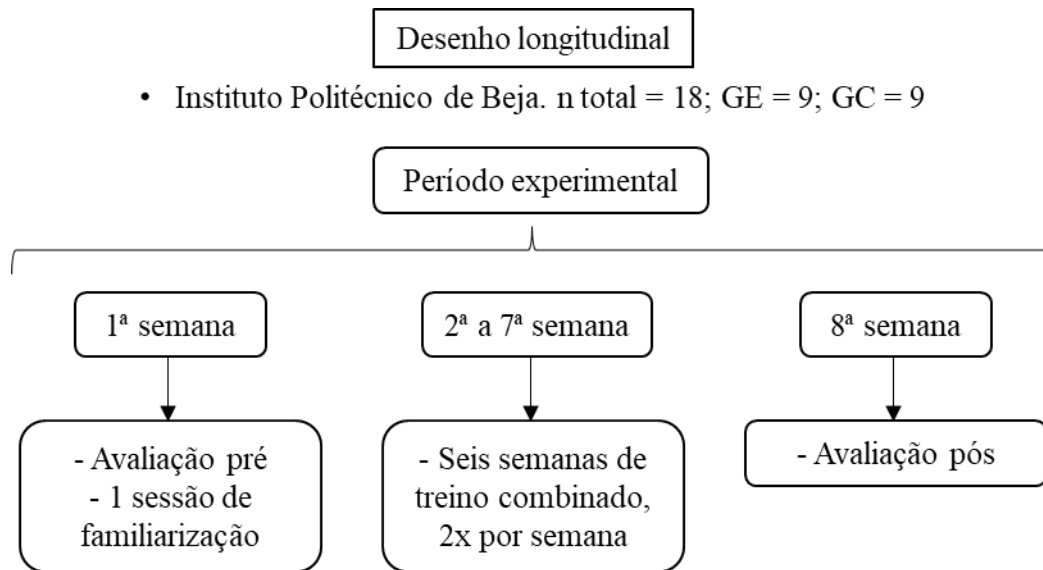 Desenho longitudinal
• Instituto Politécnico de Beja. n total = 18; GE = 9; GC = 9
Período experimental
1ª semana
2ª a 7ª semana
8ª semana
- Avaliação pré
- 1 sessão de
familiarização
- Seis semanas de
treino combinado,
2x por semana
- Avaliação pós